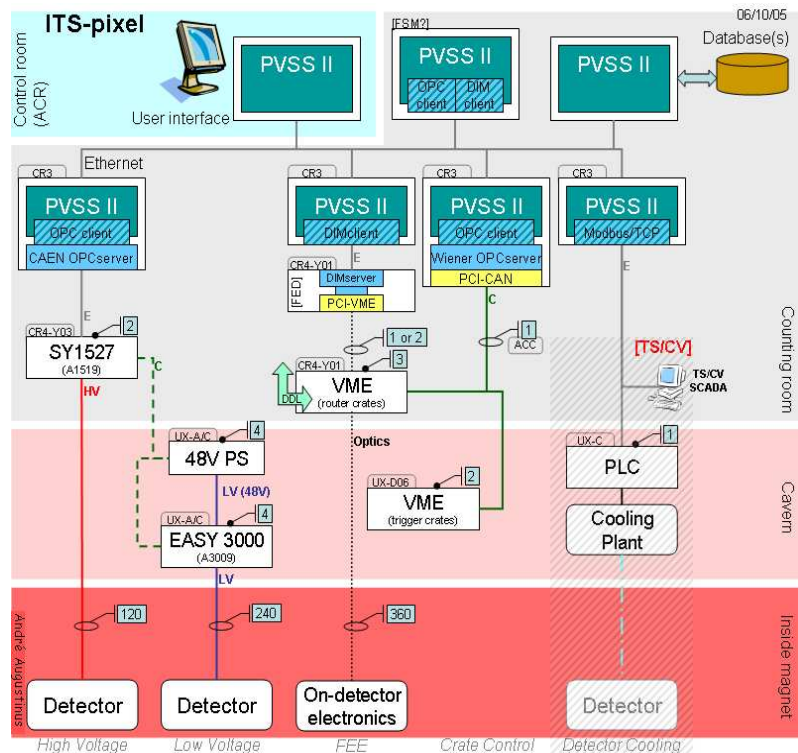 ITS-pixel
Control room
(ACR)
User interface
PVSS II
[FSM?]
PVSS II
OPC
client
DIM
client
PVSS II
06/10/05
Database(s)
Ethernet
CR3
PVSS II
OPC client
CAEN OPCserver
CR3
PVSS II
DIMclient
CR3
PVSS II
OPC client
Wiener OPCserver
PCI-CAN
CR3
PVSS II
Modbus/TCP
E
E
E
C
CR4-Y01
[FED]
DIMserver
PCI-VME
CR4-Y03
2
SY1527
(A1519)
C
HV
1 or 2
1
ACC
CR4-Y01
3
VME
(router crates)
DDL
[TS/CV]
TS/CV
SCADA
Counting room
UX-A/C
4
48V PS
LV (48V)
Optics
UX-D06
2
VME
(trigger crates)
UX-C
1
PLC
Cooling
Plant
UX-A/C
4
EASY 3000
(A3009)
LV
Cavern
120
240
360
André Augustinus
Inside magnet
Detector
Detector
On-detector
electronics
Detector
High Voltage
Low Voltage
FEE
Crate Control
Detector Cooling